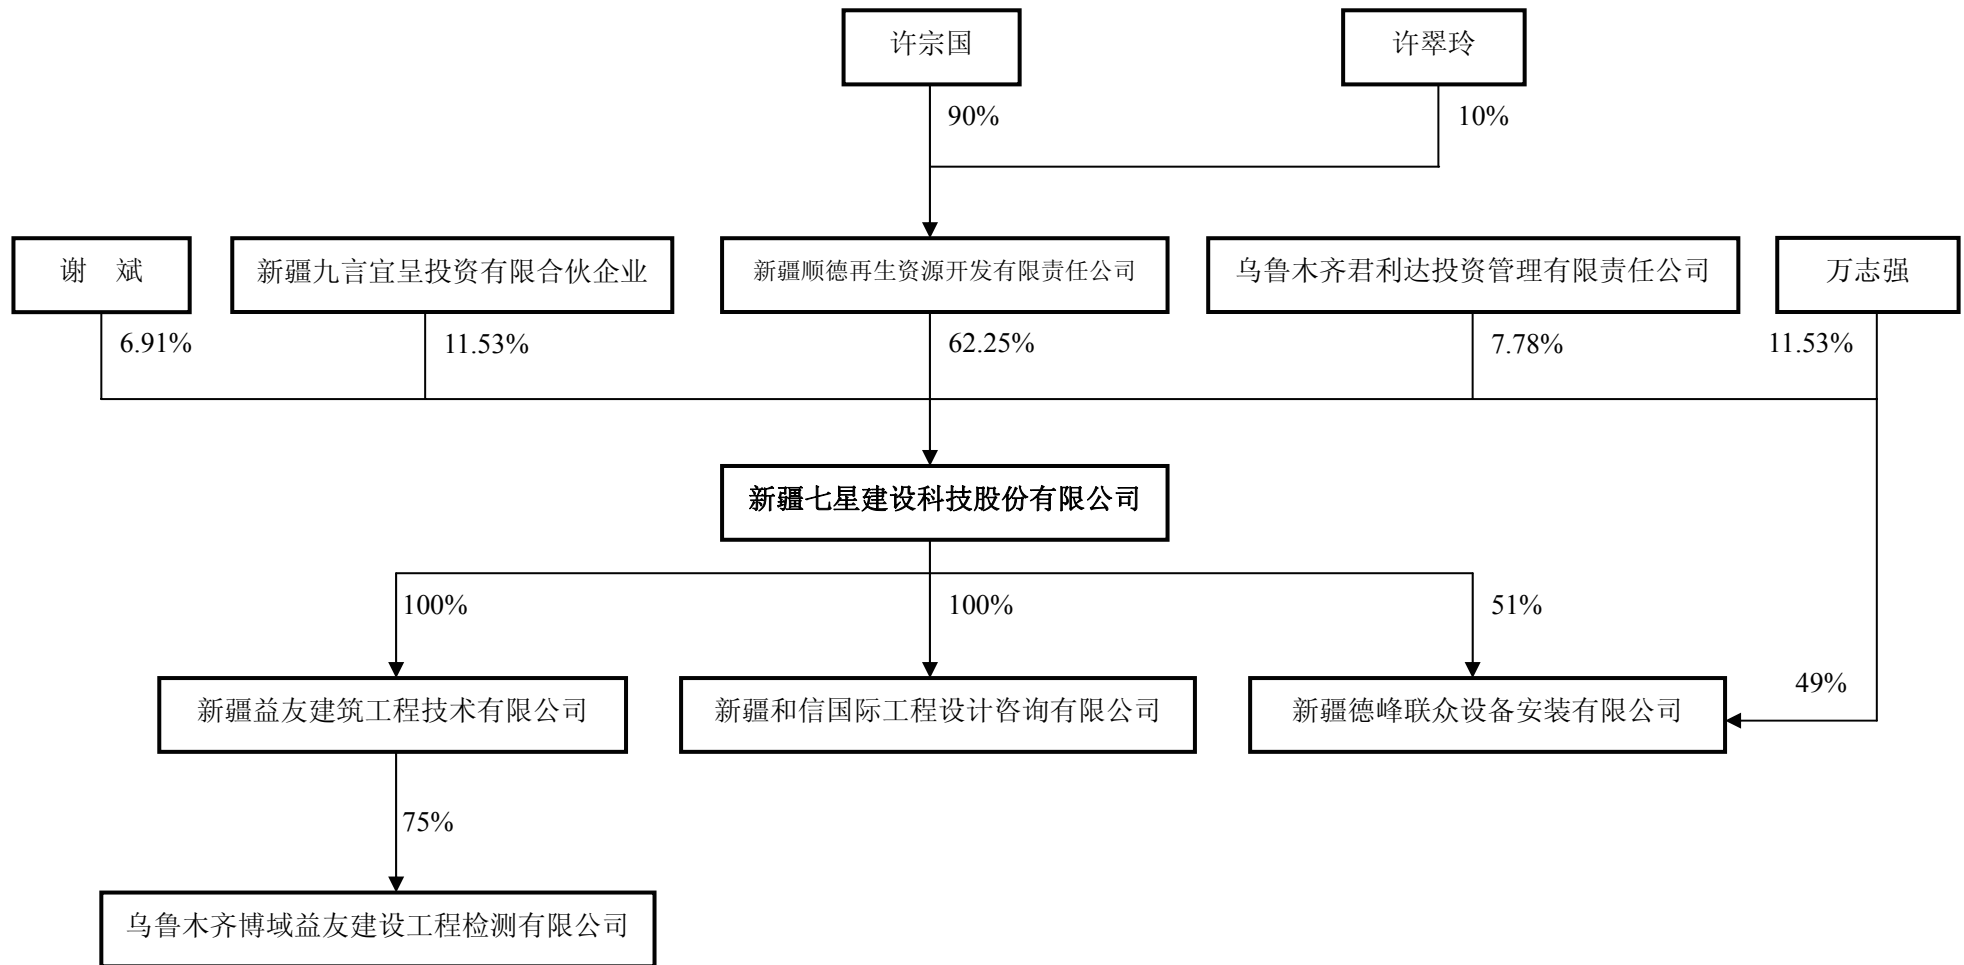 许宗国
许翠玲
90%
10%
谢 斌
新疆九言宜呈投资有限合伙企业
新疆顺德再生资源开发有限责任公司
乌鲁木齐君利达投资管理有限责任公司
万志强
6.91%
11.53%
62.25%
7.78%
11.53%
新疆七星建设科技股份有限公司
100%
100%
51%
49%
新疆益友建筑工程技术有限公司
新疆和信国际工程设计咨询有限公司
新疆德峰联众设备安装有限公司
75%
乌鲁木齐博域益友建设工程检测有限公司